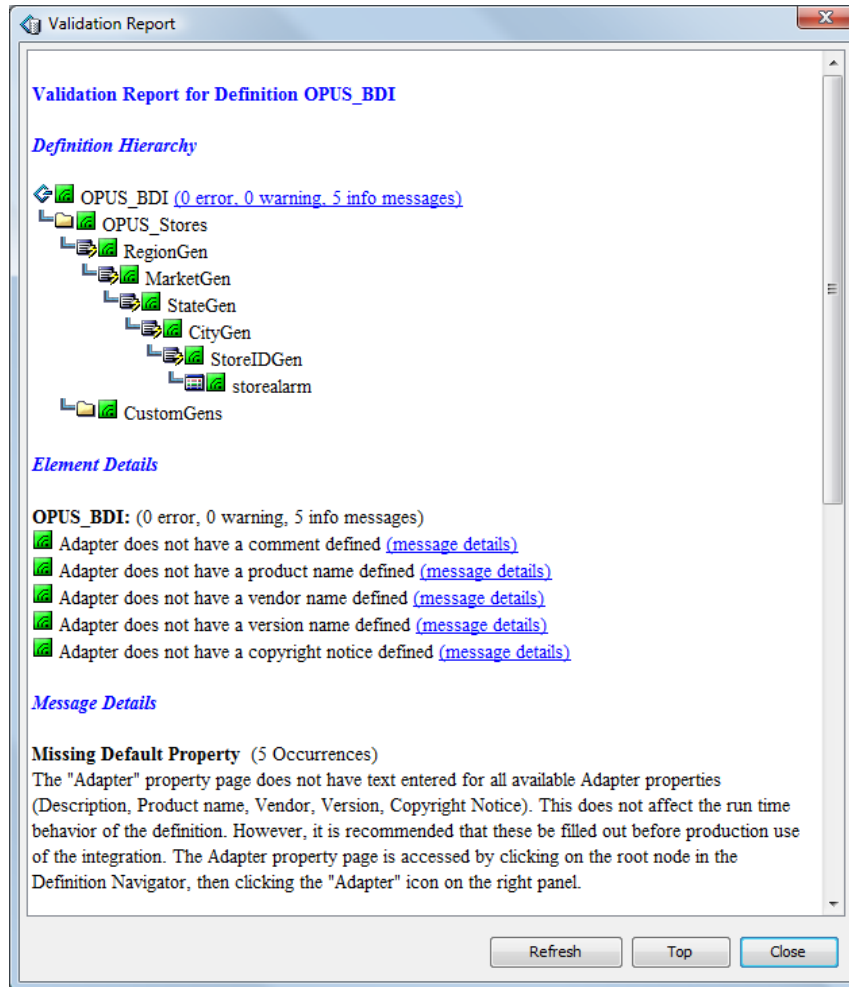 Validation Report
Validation Report for Definition OPUS_BDI
Definition Hierarchy
OPUS_BDI (0 error, 0 warning, 5 info messages)
OPUS_Stores
RegionGen
MarketGen
StateGen
CityGen
StoreIDGen
storealarm
CustomGens
Element Details
OPUS_BDI: (0 error, 0 warning, 5 info messages)
Adapter does not have a comment defined (message details)
Adapter does not have a product name defined (message details)
Adapter does not have a vendor name defined (message details)
Adapter does not have a version name defined (message details)
Adapter does not have a copyright notice defined (message details)
Message Details
Missing Default Property (5 Occurrences)
The "Adapter" property page does not have text entered for all available Adapter properties
(Description, Product name, Vendor, Version, Copyright Notice). This does not affect the run time
behavior of the definition. However, it is recommended that these be filled out before production use
of the integration. The Adapter property page is accessed by clicking on the root node in the
Definition Navigator, then clicking the "Adapter" icon on the right panel.
Refresh Top Close